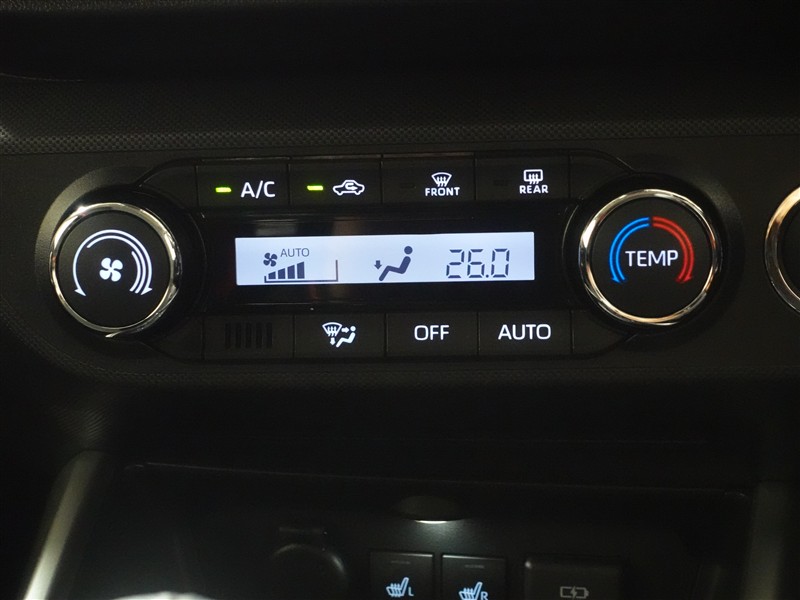 A/C
FRONT
REAR
AUTO
26.0
TEMP
OFF
AUTO
L
R